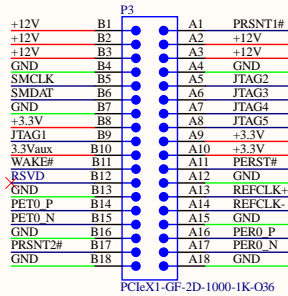 P3
+12V B1 A1 PRSNT1#
+12V B2 A2 +12V
+12V B3 A3 +12V
GND B4 A4 GND
SMCLK B5 A5 JTAG2
SMDAT B6 A6 JTAG3
GND B7 A7 JTAG4
+3.3V B8 A8 JTAG5
JTAG1 B9 A9 +3.3V
3.3Vaux B10 A10 +3.3V
WAKE# B11 A11 PERST#
RSVD B12 A12 GND
GND B13 A13 REFCLK+
PET0_P B14 A14 REFCLK-
PET0_N B15 A15 GND
GND B16 A16 PER0_P
PRSNT2# B17 A17 PER0_N
GND B18 A18 GND
PCIeX1-GF-2D-1000-1K-O36